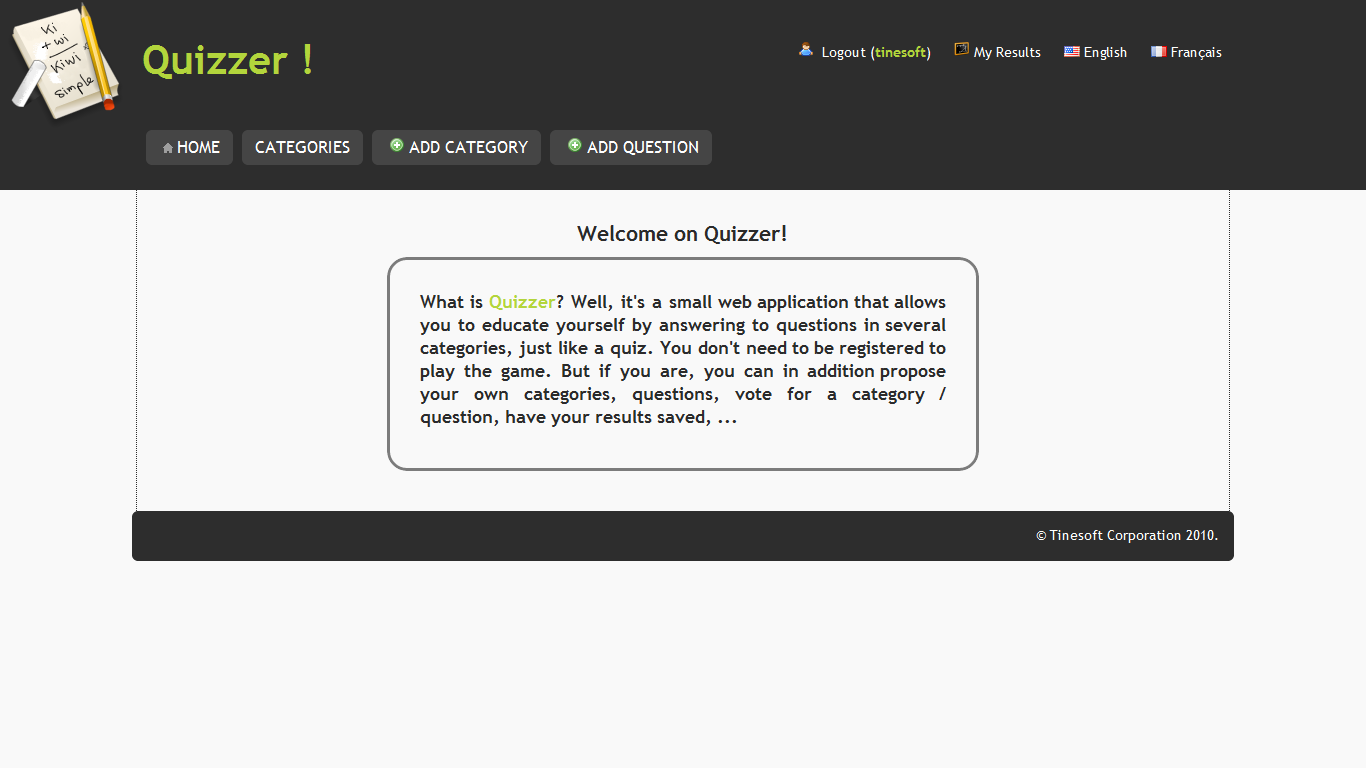 Ki
+ wi
Kiwi
simple
Quizzer !
Logout (tinesoft) My Results English Français
HOME CATEGORIES ADD CATEGORY ADD QUESTION
Welcome on Quizzer!
What is Quizzer? Well, it's a small web application that allows
you to educate yourself by answering to questions in several
categories, just like a quiz. You don't need to be registered to
play the game. But if you are, you can in addition propose
your own categories, questions, vote for a category /
question, have your results saved, ...
© Tinesoft Corporation 2010.